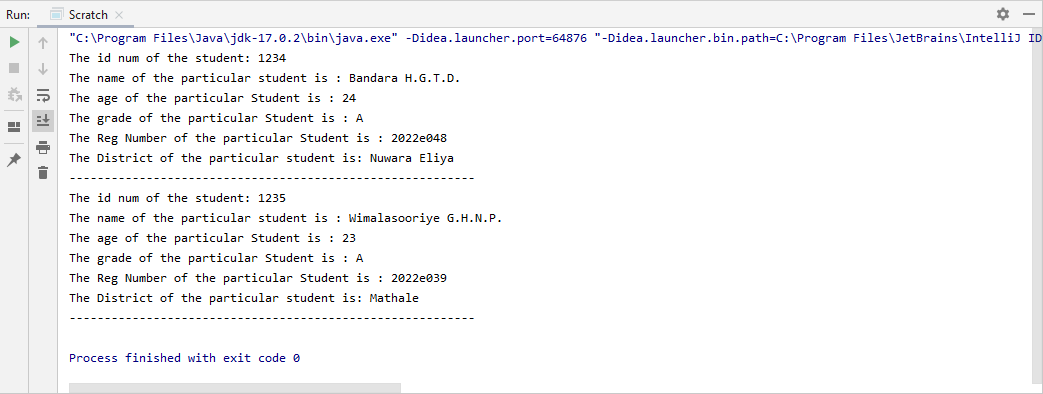 Run: Scratch
"C:\Program Files\Java\jdk-17.0.2\bin\java.exe" -Didea.launcher.port=64876 "-Didea.launcher.bin.path=C:\Program Files\JetBrains\IntelliJ ID
The id num of the student: 1234
The name of the particular student is : Bandara H.G.T.D.
The age of the particular Student is : 24
The grade of the particular Student is : A
The Reg Number of the particular Student is : 2022e048
The District of the particular student is: Nuwara Eliya
----------------------------------------------------------
The id num of the student: 1235
The name of the particular student is : Wimalasooriye G.H.N.P.
The age of the particular Student is : 23
The grade of the particular Student is : A
The Reg Number of the particular Student is : 2022e039
The District of the particular student is: Mathale
----------------------------------------------------------
Process finished with exit code 0